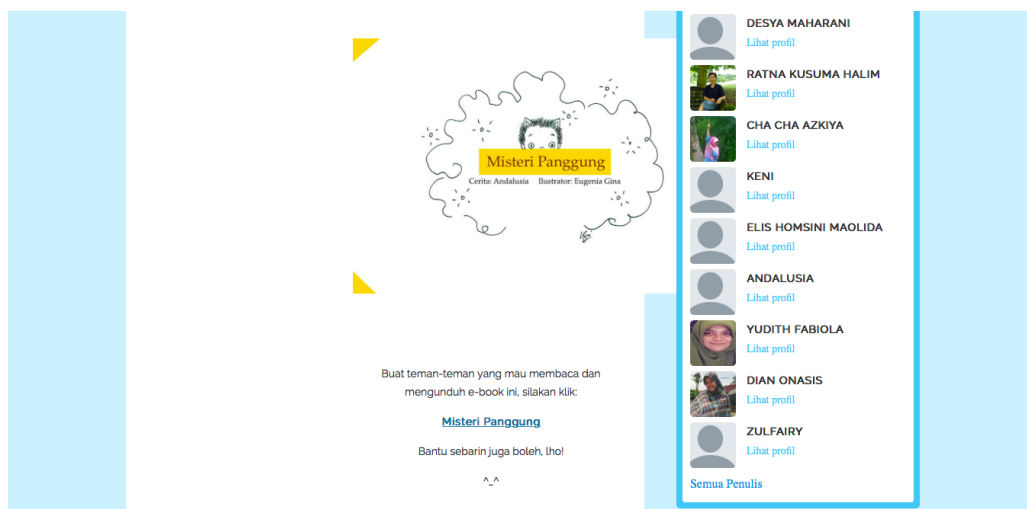 Misteri Panggung
Cerita: Andalusia Ilustrator: Eugenia Gina
Buat teman-teman yang mau membaca dan
mengunduh e-book ini, silakan klik:
Misteri Panggung
Bantu sebarin juga boleh, lho!
^_^
DESYA MAHARANI
Lihat profil
RATNA KUSUMA HALIM
Lihat profil
CHA CHA AZKIYA
Lihat profil
KENI
Lihat profil
ELIS HOMSINI MAOLIDA
Lihat profil
ANDALUSIA
Lihat profil
YUDITH FABIOLA
Lihat profil
DIAN ONASIS
Lihat profil
ZULFAIRY
Lihat profil
Semua Penulis